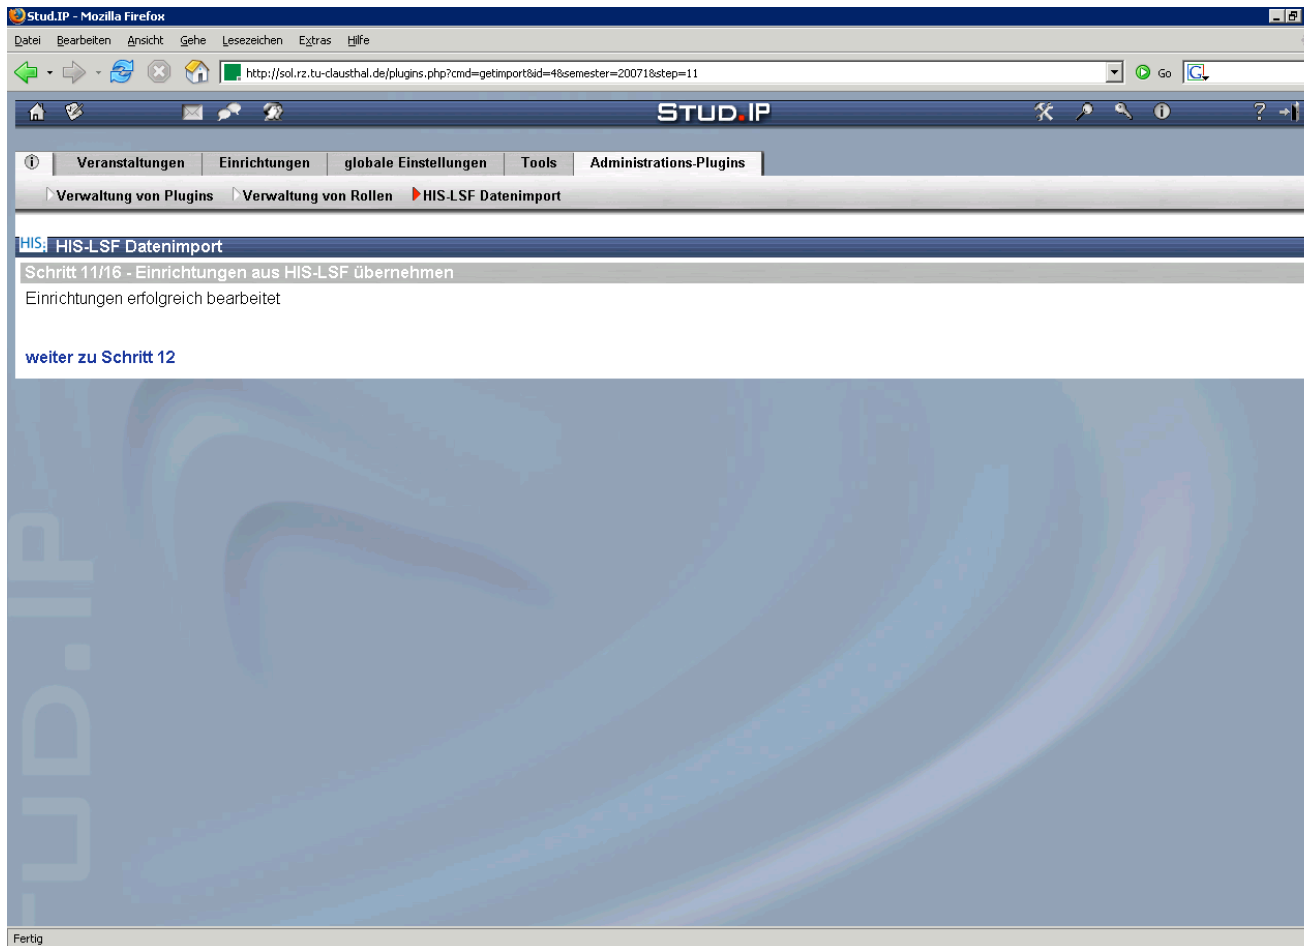 Stud.IP - Mozilla Firefox
Datei Bearbeiten Ansicht Gehe Lesezeichen Extras Hilfe
http://sol.rz.tu-clausthal.de/plugins.php?cmd=getimport&id=4&semester=20071&step=11 Go G
STUD.IP
Veranstaltungen Einrichtungen globale Einstellungen Tools Administrations-Plugins
Verwaltung von Plugins Verwaltung von Rollen HIS-LSF Datenimport
HIS: HIS-LSF Datenimport
Schritt 11/16 - Einrichtungen aus HIS-LSF übernehmen
Einrichtungen erfolgreich bearbeitet
weiter zu Schritt 12
TUD.IP
Fertig